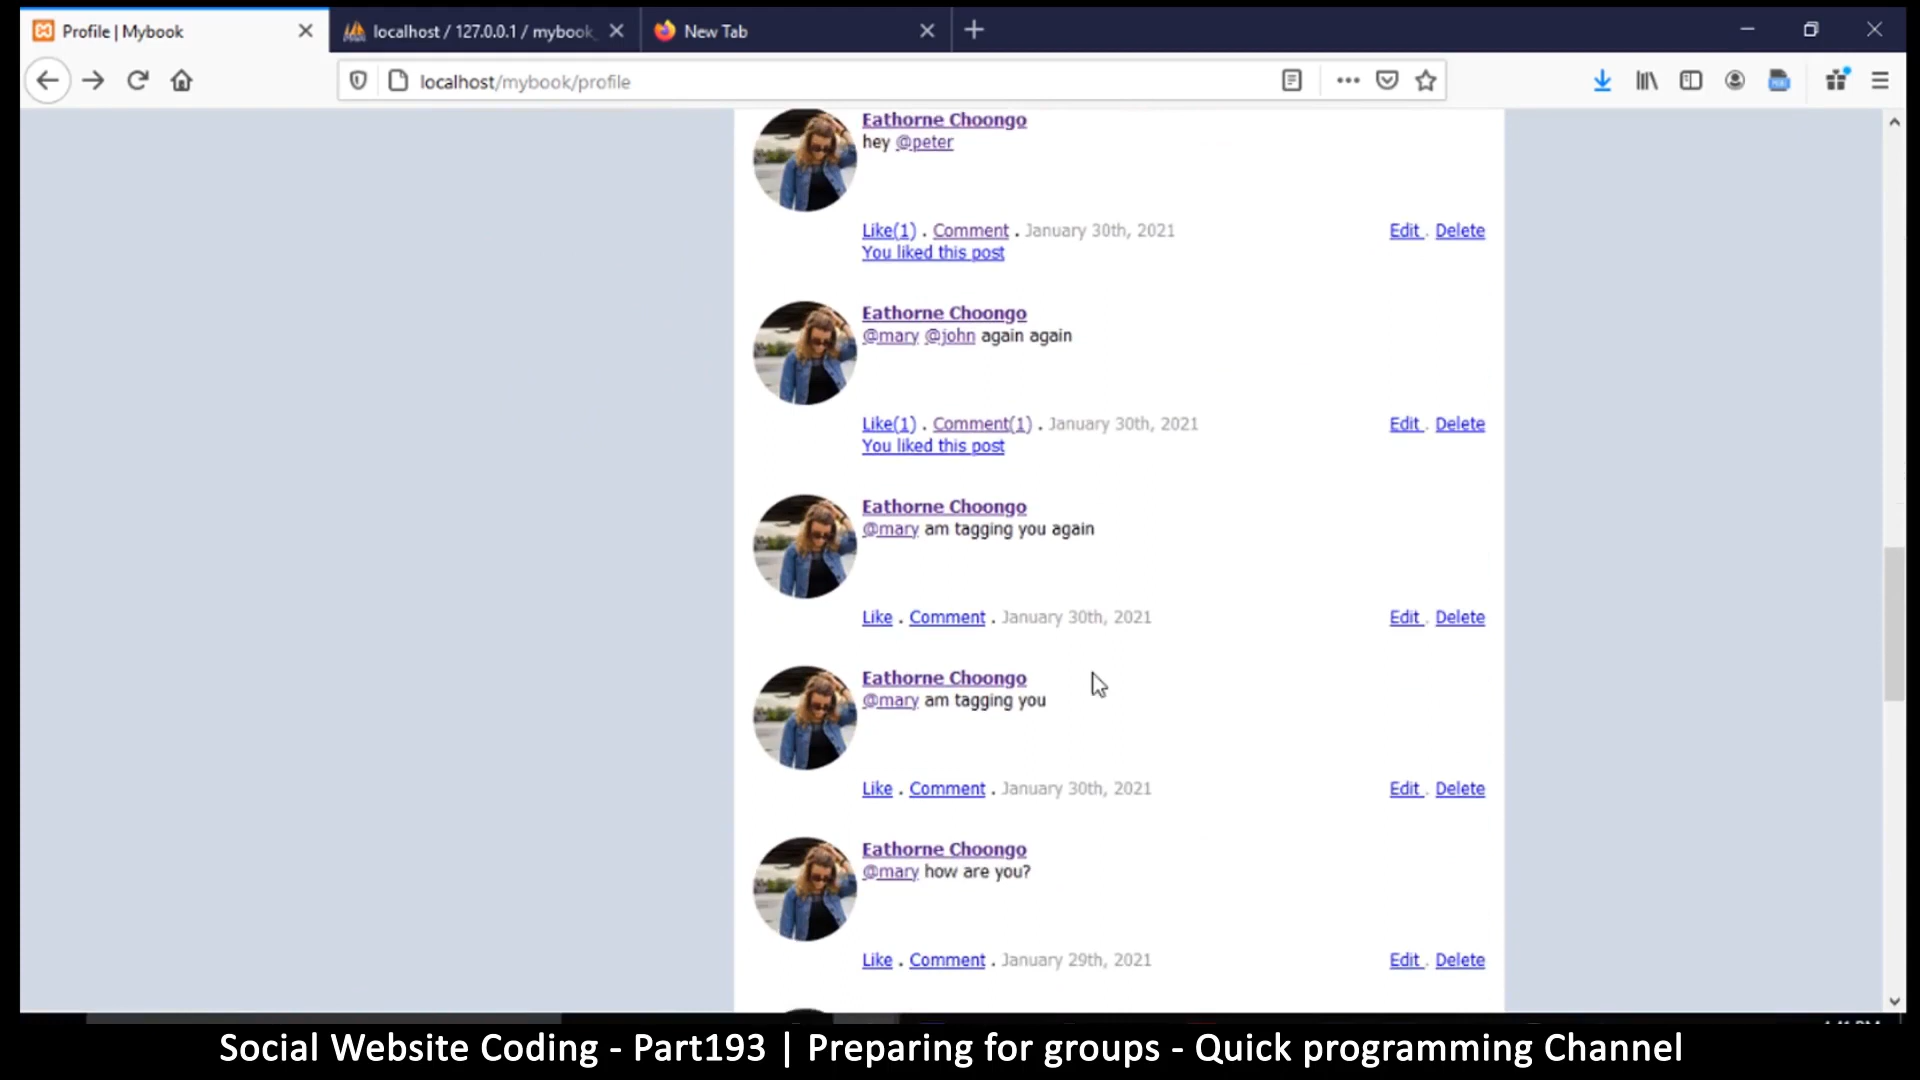 Profile | Mybook
localhost / 127.0.0.1 / mybook
New Tab
localhost/mybook/profile
Eathorne Choongo
hey @peter
Like(1) . Comment . January 30th, 2021 Edit . Delete
You liked this post
Eathorne Choongo
@mary @john again again
Like(1) . Comment(1) . January 30th, 2021 Edit . Delete
You liked this post
Eathorne Choongo
@mary am tagging you again
Like . Comment . January 30th, 2021 Edit . Delete
Eathorne Choongo
@mary am tagging you
Like . Comment . January 30th, 2021 Edit . Delete
Eathorne Choongo
@mary how are you?
Like . Comment . January 29th, 2021 Edit . Delete
Social Website Coding - Part193 | Preparing for groups - Quick programming Channel